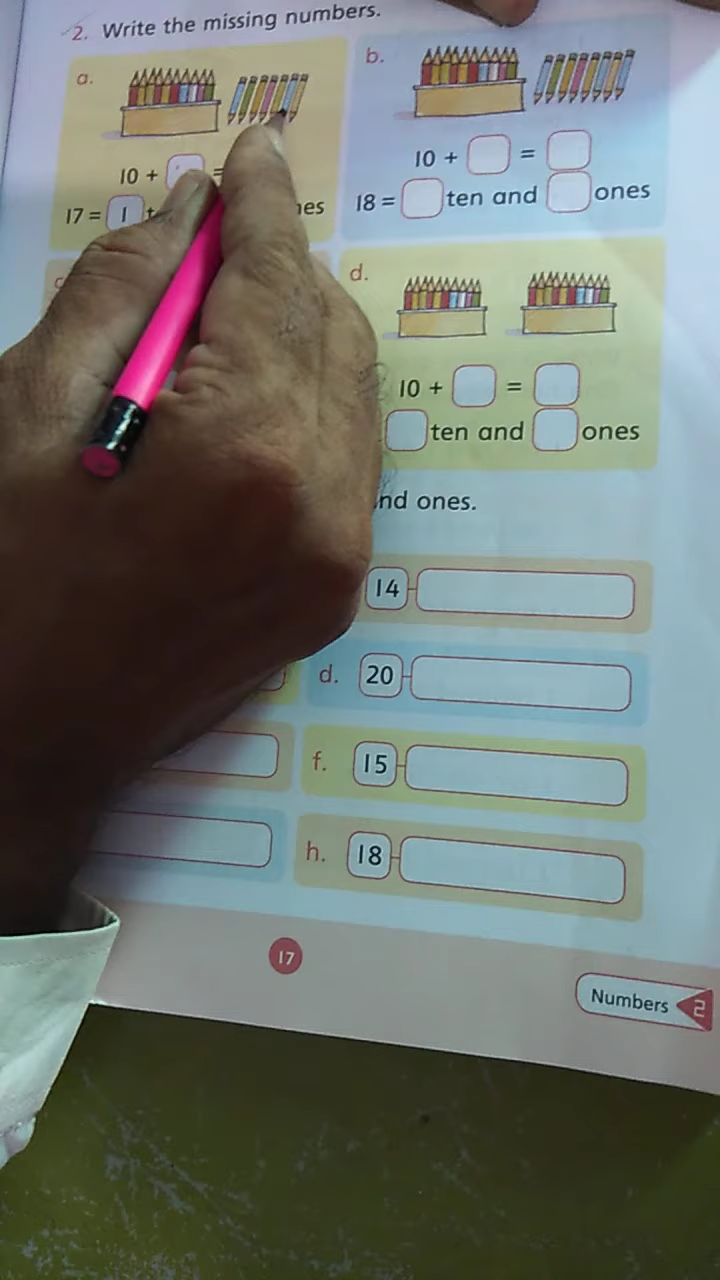 2. Write the missing numbers.
a.
b.
10 +
=
17 = 1
10 + =
18 = ten and ones
d.
10 + =
ten and ones
nd ones.
14
d. 20
f. 15
h. 18
17
Numbers 2